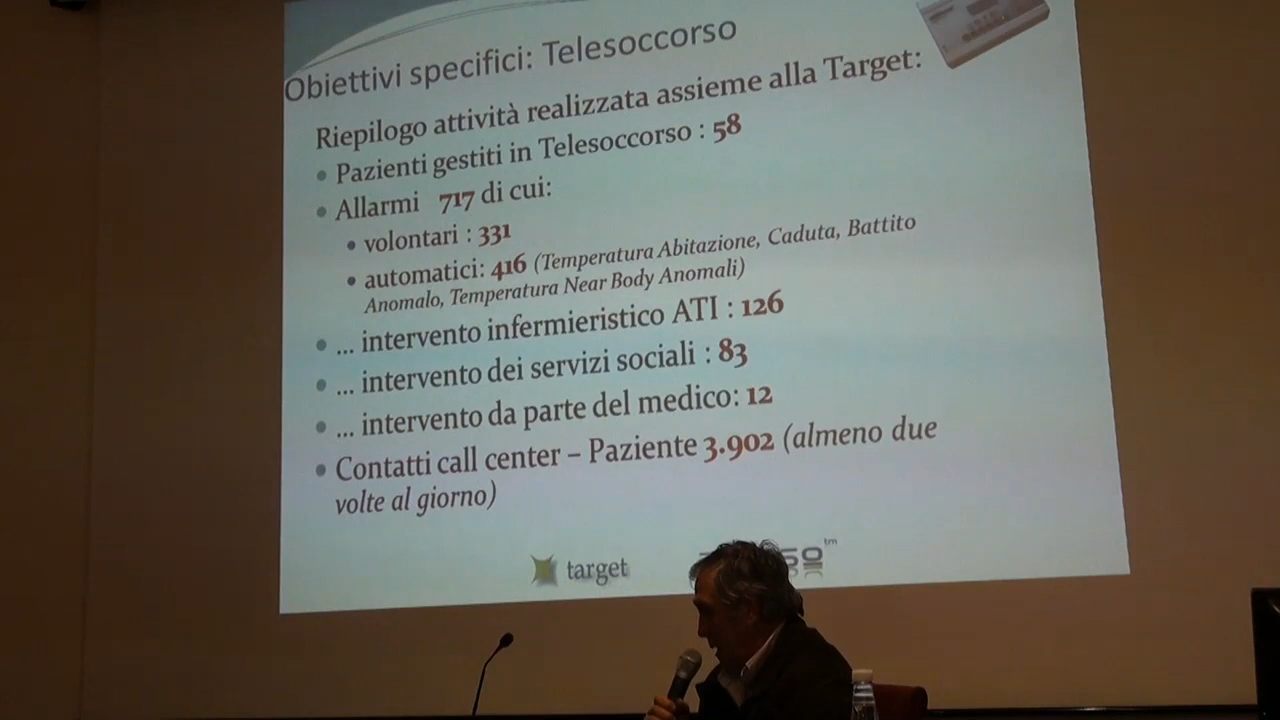 Obiettivi specifici: Telesoccorso
Riepilogo attività realizzata assieme alla Target:
• Pazienti gestiti in Telesoccorso : 58
• Allarmi 717 di cui:
• volontari : 331
• automatici: 416 (Temperatura Abitazione, Caduta, Battito
Anomalo, Temperatura Near Body Anomali)
• ... intervento infermieristico ATI : 126
• ... intervento dei servizi sociali : 83
• ... intervento da parte del medico: 12
• Contatti call center – Paziente 3.902 (almeno due
volte al giorno)
target
tm